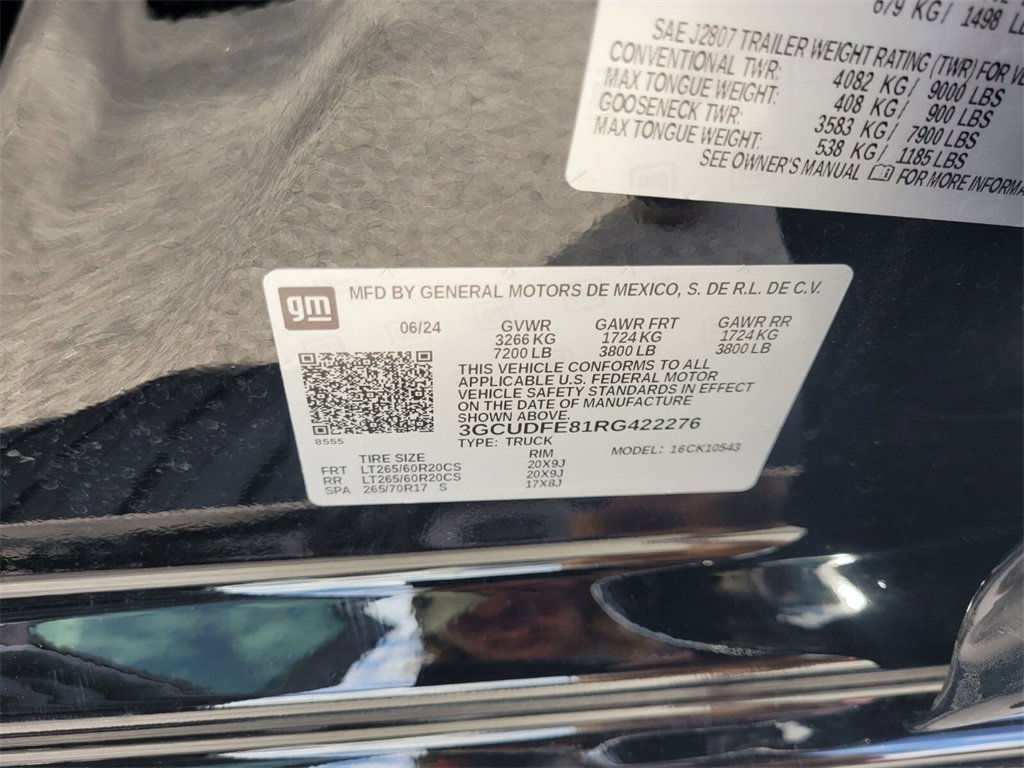 679 KG/ 1498
SAE J2807 TRAILER WEIGHT RATING (TWR) FOR
CONVENTIONAL TWR: 4082 KG/ 9000 LBS
MAX TONGUE WEIGHT: 408 KG/ 900 LBS
GOOSENECK TWR: 3583 KG/ 7900 LBS
MAX TONGUE WEIGHT: 538 KG/ 1185 LBS
SEE OWNER'S MANUAL FOR MORE
gm MFD BY GENERAL MOTORS DE MEXICO, S. DE R.L. DE C.V.
06/24 GVWR GAWR FRT GAWR RR
3266 KG 1724 KG 1724 KG
7200 LB 3800 LB 3800 LB
THIS VEHICLE CONFORMS TO ALL
APPLICABLE U.S. FEDERAL MOTOR
VEHICLE SAFETY STANDARDS IN EFFECT
ON THE DATE OF MANUFACTURE
SHOWN ABOVE.
3GCUDFE81RG422276
8555 TYPE: TRUCK MODEL: 16CK10543
TIRE SIZE RIM
FRT LT265/60R20CS 20X9J
RR LT265/60R20CS 20X9J
SPA 265/70R17 S 17X8J